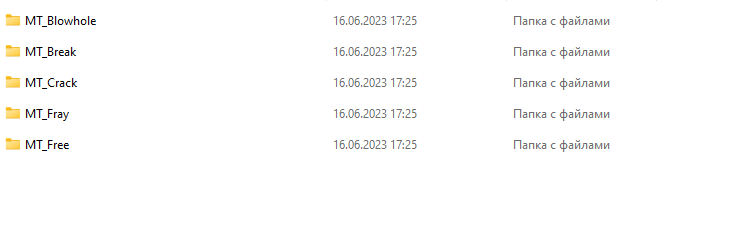 MT_Blowhole 16.06.2023 17:25 Папка с файлами
MT_Break 16.06.2023 17:25 Папка с файлами
MT_Crack 16.06.2023 17:25 Папка с файлами
MT_Fray 16.06.2023 17:25 Папка с файлами
MT_Free 16.06.2023 17:25 Папка с файлами